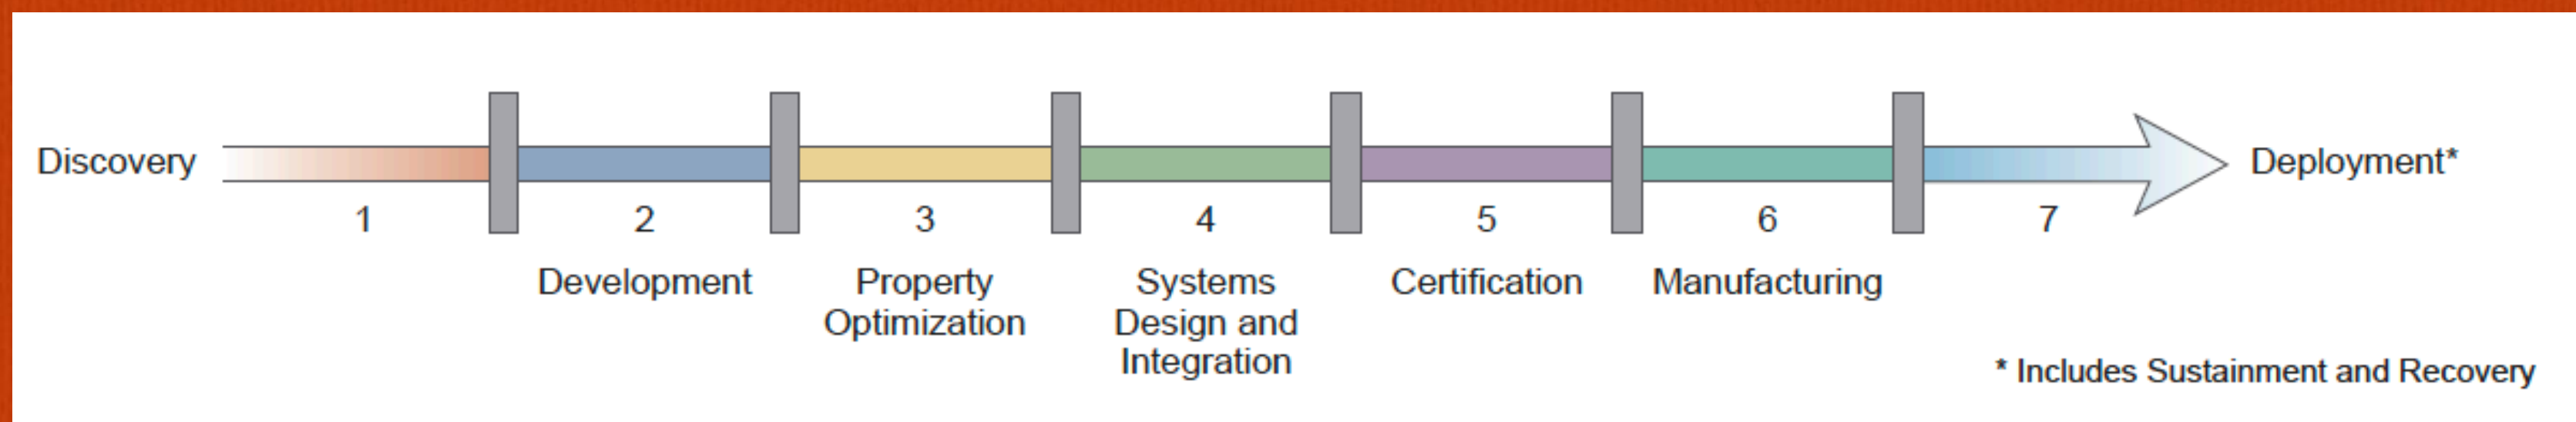 Discovery
Deployment*
1
2
3
4
5
6
7
Development
Property
Optimization
Systems
Design and
Integration
Certification
Manufacturing
* Includes Sustainment and Recovery